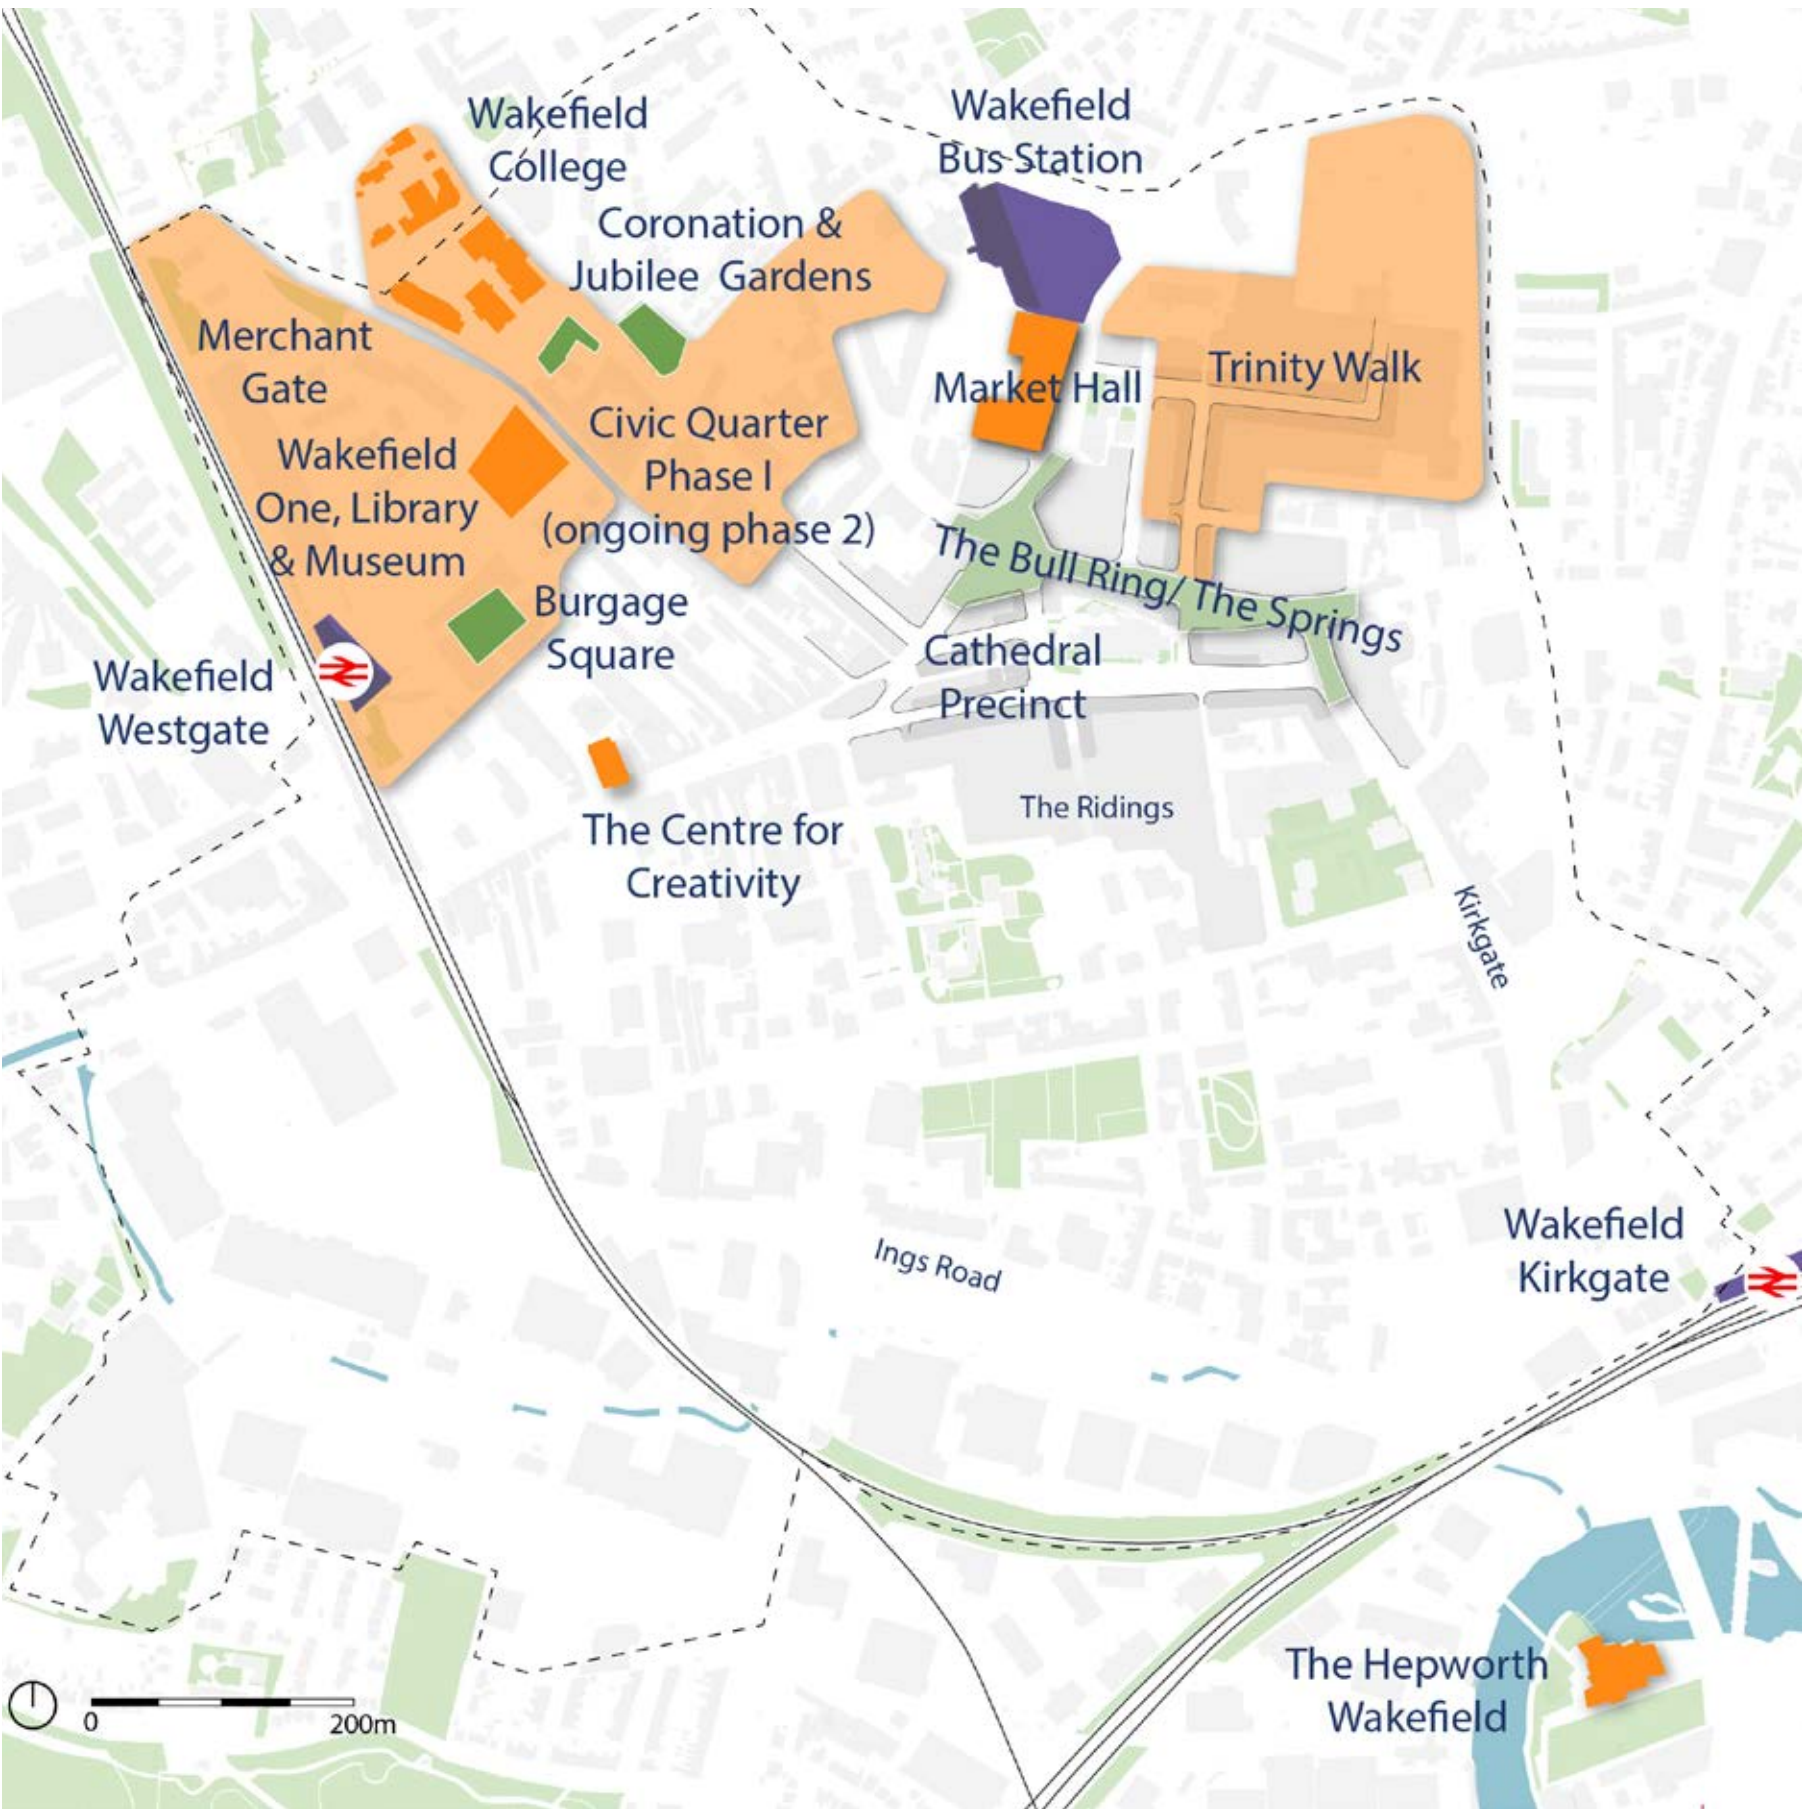 Wakefield
College
Wakefield
Bus Station
Coronation &
Jubilee Gardens
Merchant
Gate
Market Hall
Trinity Walk
Civic Quarter
Phase I
(ongoing phase 2)
Wakefield
One, Library
& Museum
The Bull Ring/ The Springs
Burgage
Square
Cathedral
Precinct
Wakefield
Westgate
The Ridings
The Centre for
Creativity
Kirkgate
Wakefield
Kirkgate
Ings Road
The Hepworth
Wakefield
0
200m